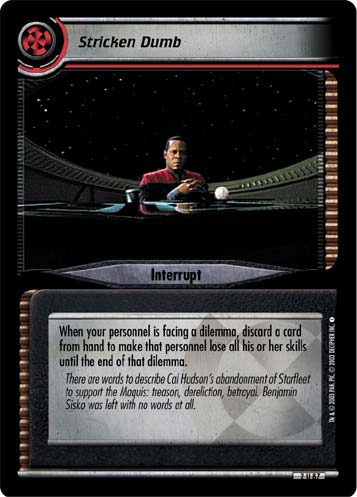 Stricken Dumb
Interrupt
When your personnel is facing a dilemma, discard a card
from hand to make that personnel lose all his or her skills
until the end of that dilemma.
There are words to describe Cal Hudson's abandonment of Starfleet
to support the Maquis: treason, dereliction, betrayal. Benjamin
Sisko was left with no words at all.
TM & © 2003 PAR. PIC. © 2003 DECIPHER INC.
2 U 67